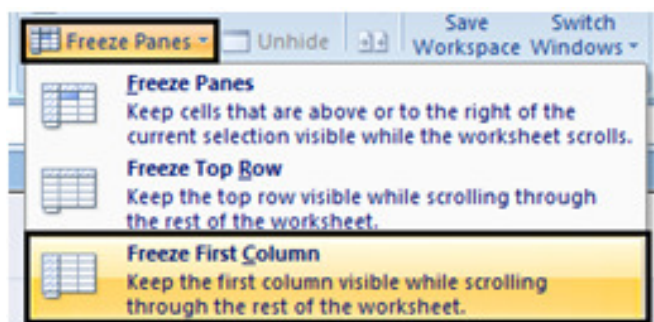 Save Switch
Freeze Panes Unhide Workspace Windows
Freeze Panes
Keep cells that are above or to the right of the
current selection visible while the worksheet scrolls.
Freeze Top Row
Keep the top row visible while scrolling through
the rest of the worksheet.
Freeze First Column
Keep the first column visible while scrolling
through the rest of the worksheet.